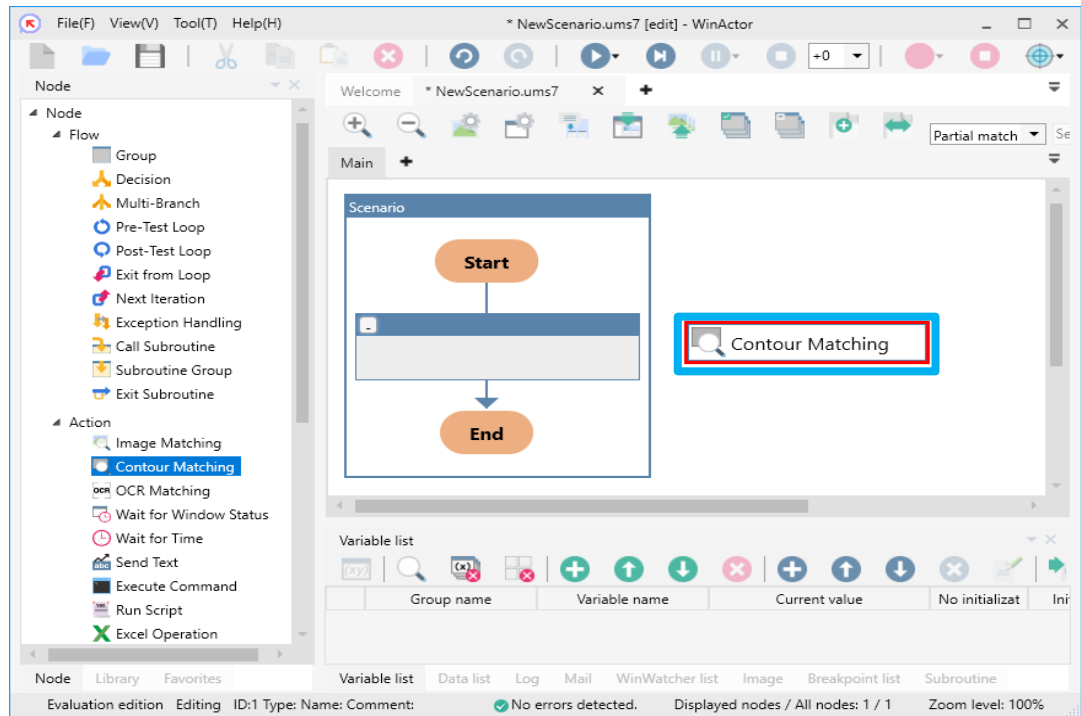 File(F) View(V) Tool(T) Help(H) * NewScenario.ums7 [edit] - WinActor
+0
Node
Welcome * NewScenario.ums7
Node
Flow
Group
Decision
Multi-Branch
Pre-Test Loop
Post-Test Loop
Exit from Loop
Next Iteration
Exception Handling
Call Subroutine
Subroutine Group
Exit Subroutine
Action
Image Matching
Contour Matching
OCR OCR Matching
Wait for Window Status
Wait for Time
abc Send Text
Execute Command
Run Script
Excel Operation
Node Library Favorites
Partial match Se
Main
Scenario
Start
End
Contour Matching
Variable list
(xy) (x)
Group name Variable name Current value No initializat Ini
Variable list Data list Log Mail WinWatcher list Image Breakpoint list Subroutine
Evaluation edition Editing ID:1 Type: Name: Comment: No errors detected. Displayed nodes / All nodes: 1 / 1 Zoom level: 100%